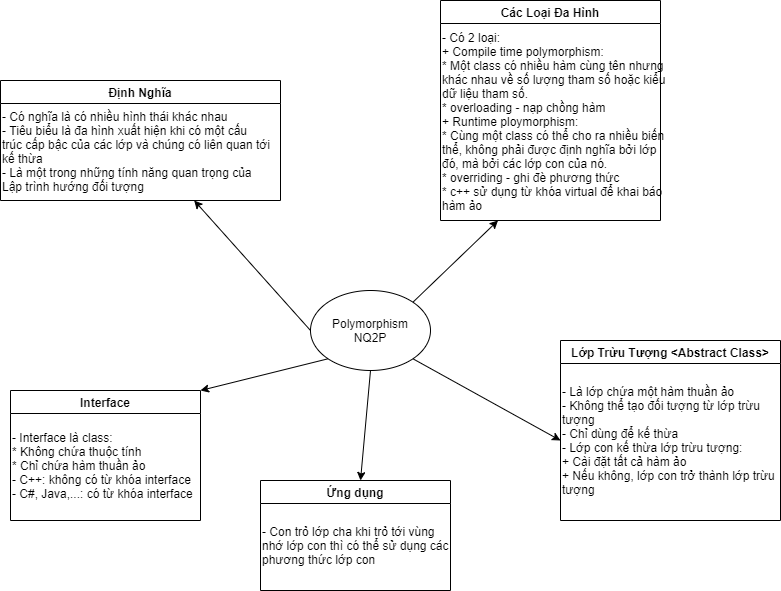 Các Loại Đa Hình
- Có 2 loại:
+ Compile time polymorphism:
* Một class có nhiều hàm cùng tên nhưng
khác nhau về số lượng tham số hoặc kiểu
dữ liệu tham số.
* overloading - nạp chồng hàm
+ Runtime ploymorphism:
* Cùng một class có thể cho ra nhiều biến
thể, không phải được định nghĩa bởi lớp
đó, mà bởi các lớp con của nó.
* overriding - ghi đè phương thức
* c++ sử dụng từ khóa virtual để khai báo
hàm ảo
Định Nghĩa
- Có nghĩa là có nhiều hình thái khác nhau
- Tiêu biểu là đa hình xuất hiện khi có một cấu
trúc cấp bậc của các lớp và chúng có liên quan tới
kế thừa
- Là một trong những tính năng quan trọng của
Lập trình hướng đối tượng
Polymorphism
NQ2P
Lớp Trừu Tượng <Abstract Class>
- Là lớp chứa một hàm thuần ảo
- Không thể tạo đối tượng từ lớp trừu
tượng
- Chỉ dùng để kế thừa
- Lớp con kế thừa lớp trừu tượng:
+ Cài đặt tất cả hàm ảo
+ Nếu không, lớp con trở thành lớp trừu
tượng
Interface
- Interface là class:
* Không chứa thuộc tính
* Chỉ chứa hàm thuần ảo
- C++: không có từ khóa interface
- C#, Java,...: có từ khóa interface
Ứng dụng
- Con trỏ lớp cha khi trỏ tới vùng
nhớ lớp con thì có thể sử dụng các
phương thức lớp con